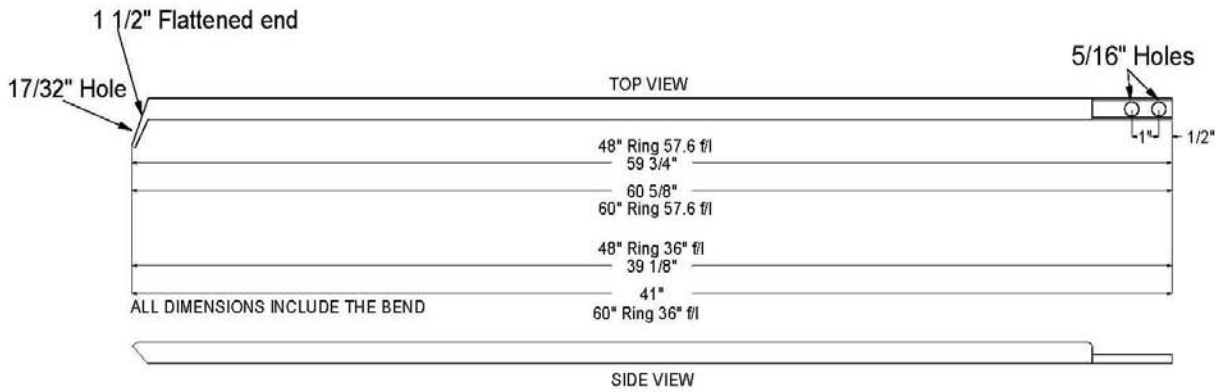 1 1/2" Flattened end
17/32" Hole
TOP VIEW
5/16" Holes
1"
1/2"
48" Ring 57.6 f/l
59 3/4"
60 5/8"
60" Ring 57.6 f/l
48" Ring 36" f/l
39 1/8"
41"
60" Ring 36" f/l
ALL DIMENSIONS INCLUDE THE BEND
SIDE VIEW